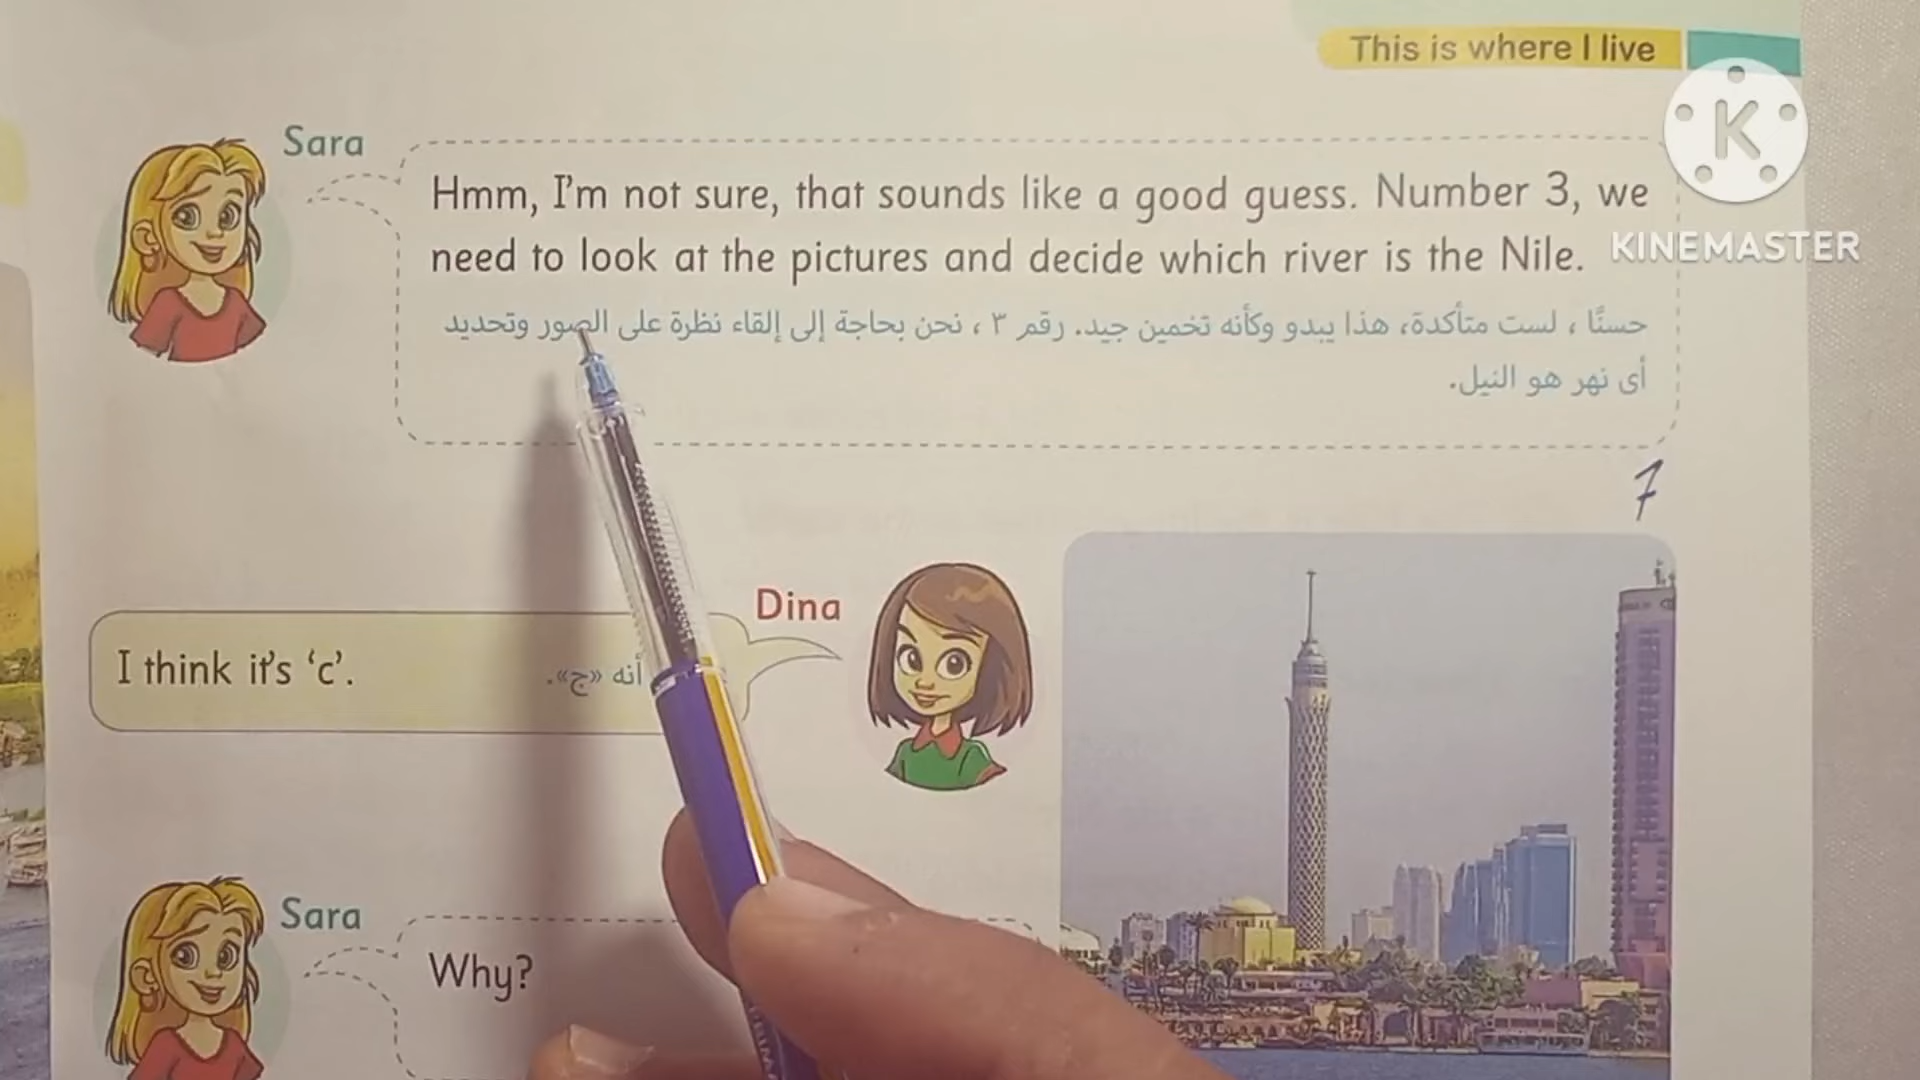 This is where I live
K
KINEMASTER
Sara
Hmm, I'm not sure, that sounds like a good guess. Number 3, we
need to look at the pictures and decide which river is the Nile.
حسنًا ، لست متأكدة، هذا يبدو وكأنه تخمين جيد. رقم ٣ ، نحن بحاجة إلى إلقاء نظرة على الصور وتحديد
أى نهر هو النيل.
7
Dina
I think it's ‘c’.
أنه «ج».
Sara
Why?